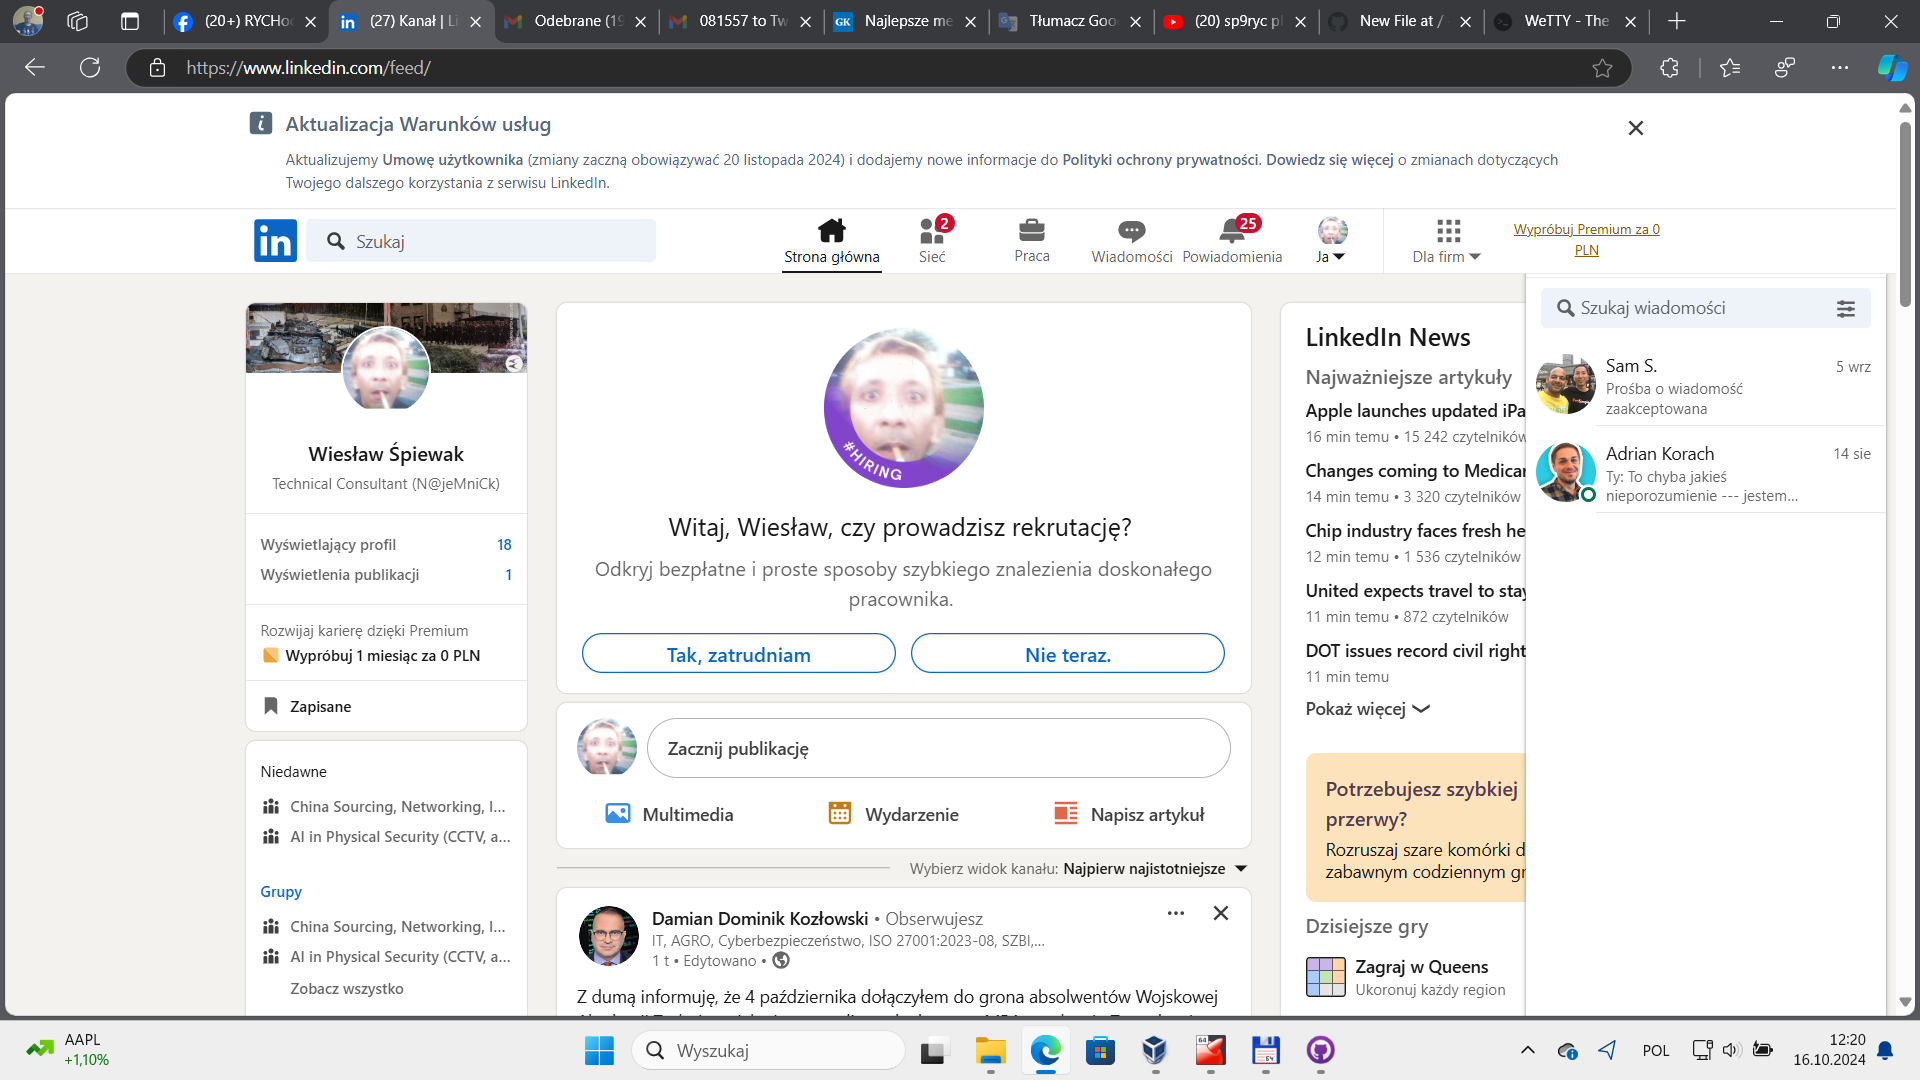 (20+) RYCHo
(27) Kanał | Li
Odebrane (19
081557 to Tw
Najlepsze me
Tłumacz Goo
(20) sp9ryc pl
New File at /
WeTTY - The
https://www.linkedin.com/feed/
Aktualizacja Warunków usług
Aktualizujemy Umowę użytkownika (zmiany zaczną obowiązywać 20 listopada 2024) i dodajemy nowe informacje do Polityki ochrony prywatności. Dowiedz się więcej o zmianach dotyczących
Twojego dalszego korzystania z serwisu LinkedIn.
in
Szukaj
Strona główna
2
Sieć
Praca
Wiadomości
25
Powiadomienia
Ja
Dla firm
Wypróbuj Premium za 0
PLN
Wiesław Śpiewak
Technical Consultant (N@jeMniCk)
Wyświetlający profil 18
Wyświetlenia publikacji 1
Rozwijaj karierę dzięki Premium
Wypróbuj 1 miesiąc za 0 PLN
Zapisane
Niedawne
China Sourcing, Networking, I...
AI in Physical Security (CCTV, a...
Grupy
China Sourcing, Networking, I...
AI in Physical Security (CCTV, a...
Zobacz wszystko
#HIRING
Witaj, Wiesław, czy prowadzisz rekrutację?
Odkryj bezpłatne i proste sposoby szybkiego znalezienia doskonałego
pracownika.
Tak, zatrudniam
Nie teraz.
Zacznij publikację
Multimedia
Wydarzenie
Napisz artykuł
Wybierz widok kanału: Najpierw najistotniejsze
Damian Dominik Kozłowski • Obserwujesz
IT, AGRO, Cyberbezpieczeństwo, ISO 27001:2023-08, SZBI,...
1 t • Edytowano •
Z dumą informuję, że 4 października dołączyłem do grona absolwentów Wojskowej
LinkedIn News
Najważniejsze artykuły
Apple launches updated iPa
16 min temu • 15 242 czytelników
Changes coming to Medicar
14 min temu • 3 320 czytelników
Chip industry faces fresh he
12 min temu • 1 536 czytelników
United expects travel to stay
11 min temu • 872 czytelników
DOT issues record civil right
11 min temu
Pokaż więcej
Potrzebujesz szybkiej
przerwy?
Rozruszaj szare komórki d
zabawnym codziennym gr
Dzisiejsze gry
Zagraj w Queens
Ukoronuj każdy region
Szukaj wiadomości
Sam S. 5 wrz
Prośba o wiadomość
zaakceptowana
Adrian Korach 14 sie
Ty: To chyba jakieś
nieporozumienie --- jestem...
AAPL
+1,10%
Wyszukaj
POL
12:20
16.10.2024